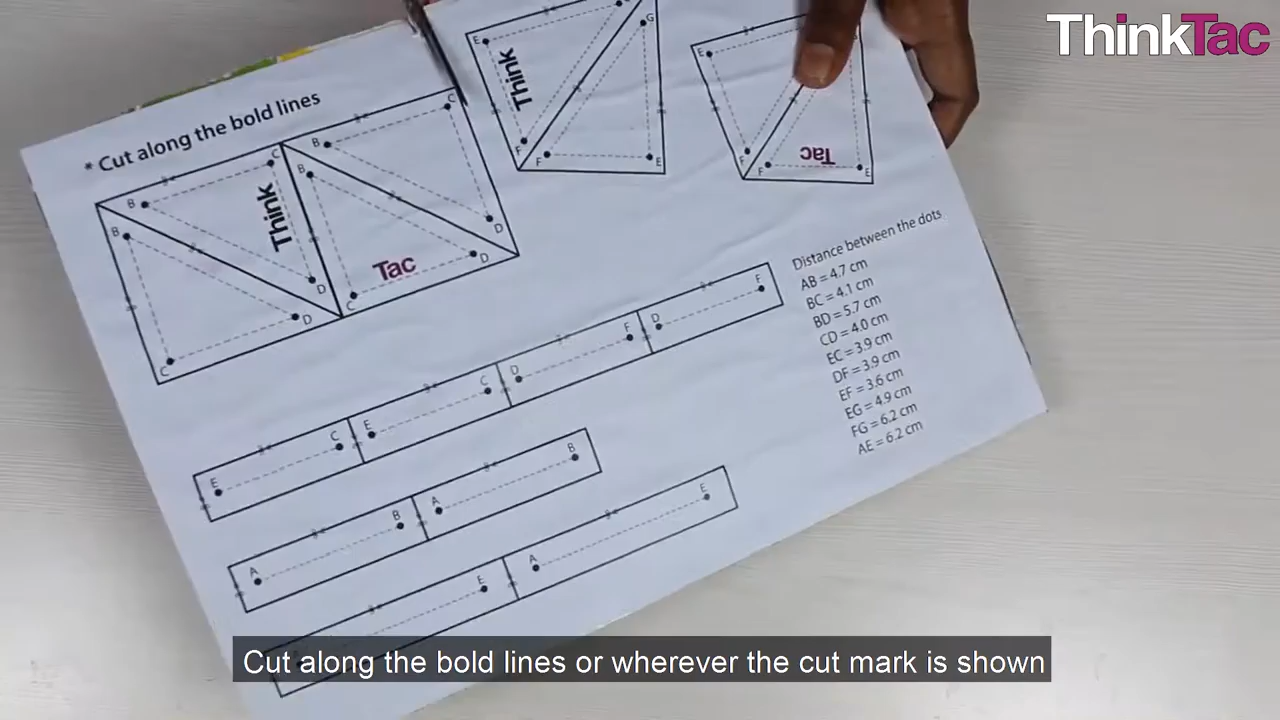 ThinkTac
* Cut along the bold lines
Think
Tac
B
C
B
C
B
D
B
D
C
D
C
D
Think
E
G
F
F
E
E
Tac
F
F
E
Distance between the dots
AB = 4.7 cm
BC = 4.1 cm
BD = 5.7 cm
CD = 4.0 cm
EC = 3.9 cm
DF = 3.9 cm
EF = 3.6 cm
EG = 4.9 cm
FG = 6.2 cm
AE = 6.2 cm
E
C
E
C
D
F
D
F
A
B
A
B
E
A
E
Cut along the bold lines or wherever the cut mark is shown